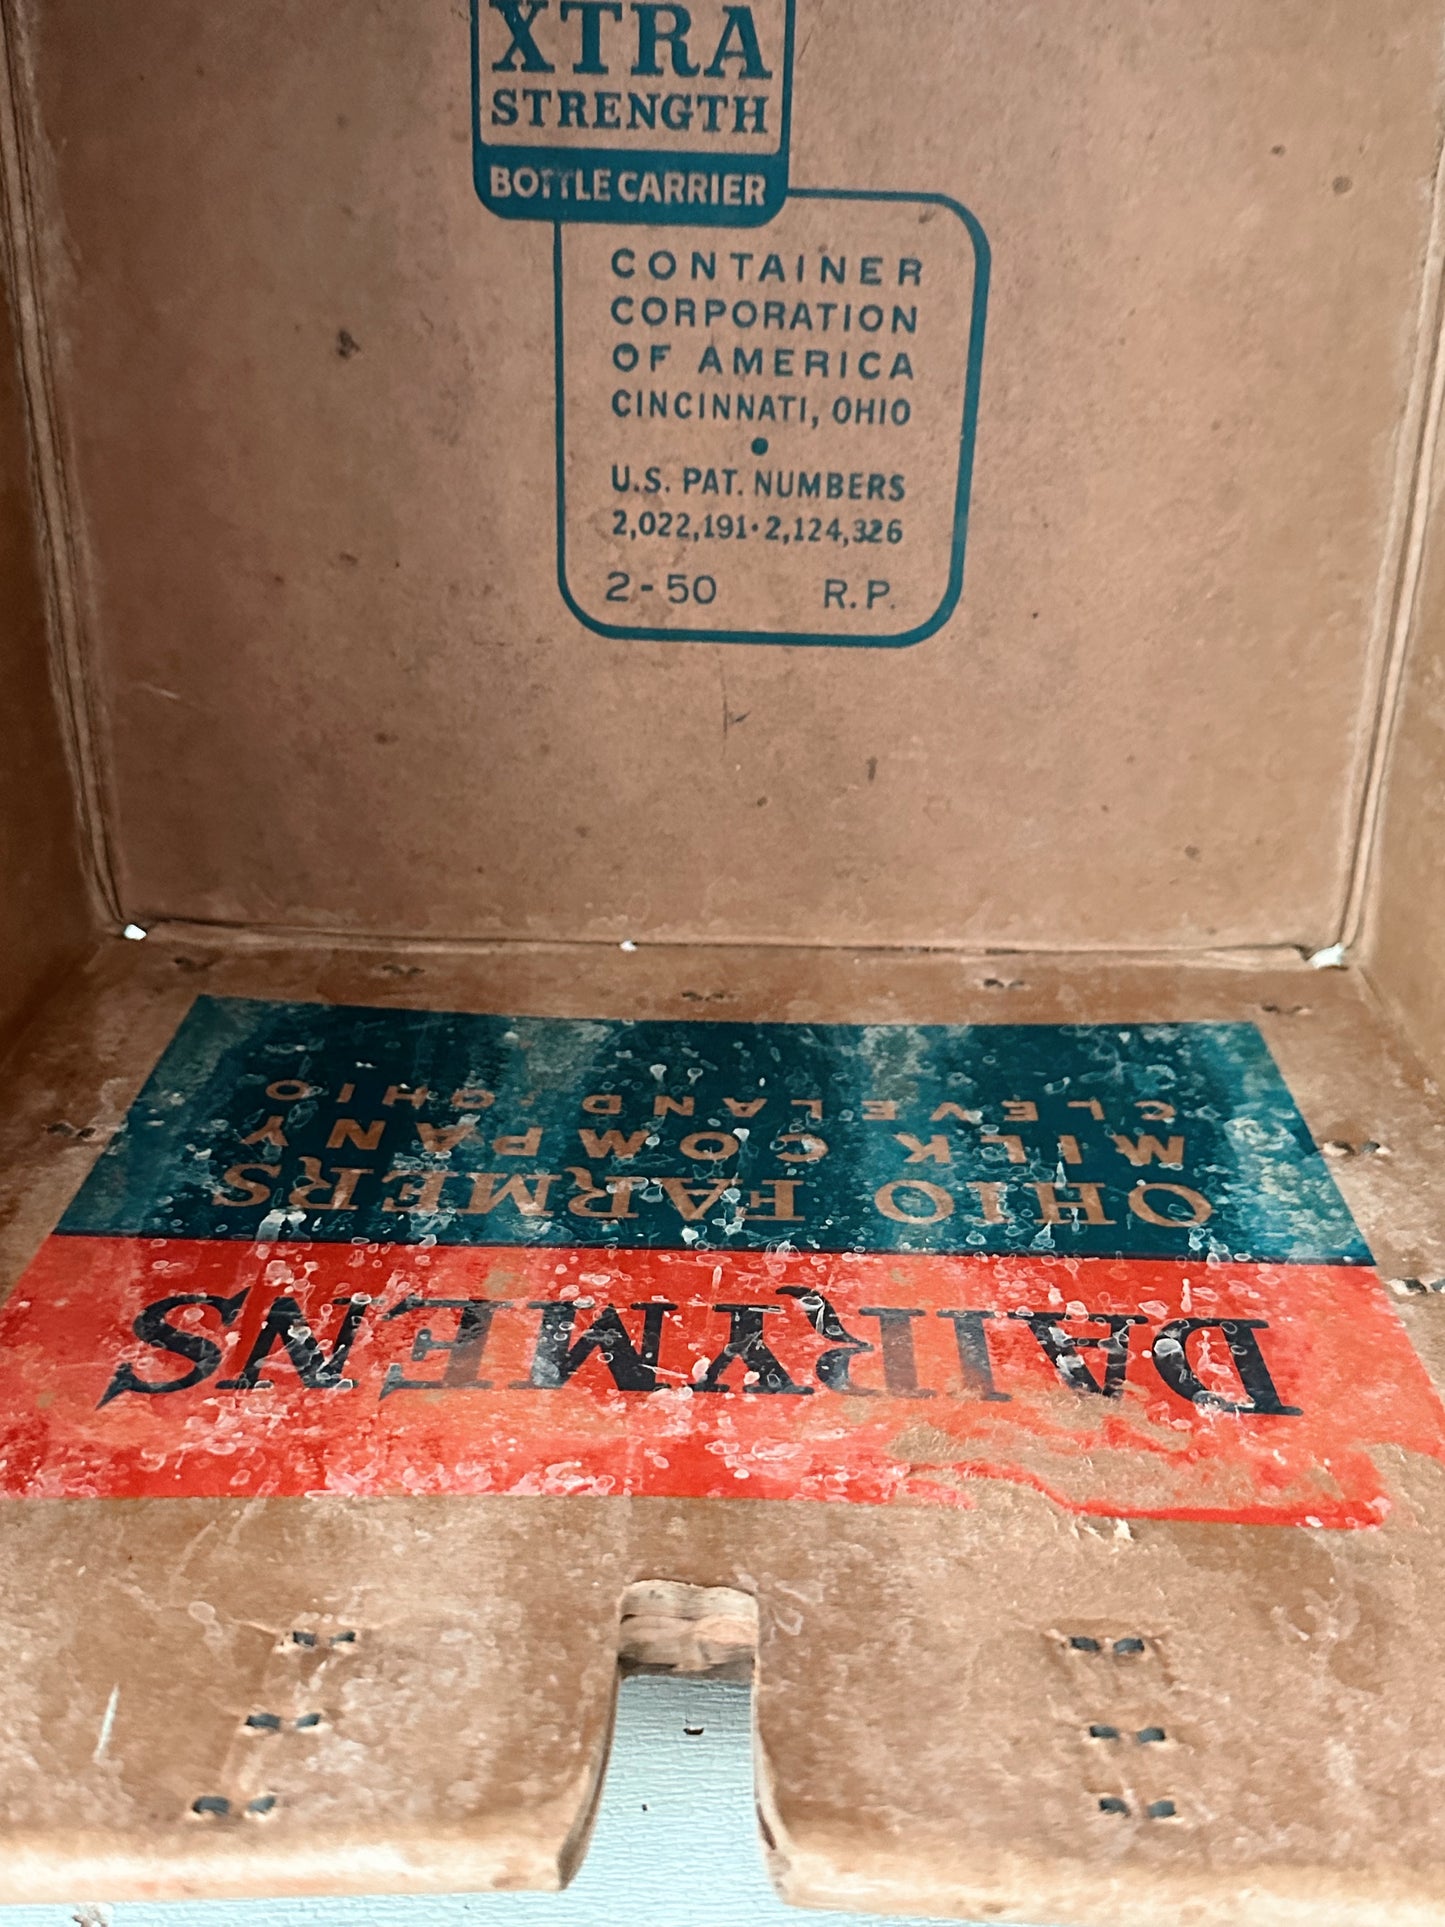 XTRA
STRENGTH
BOTTLE CARRIER
CONTAINER
CORPORATION
OF AMERICA
CINCINNATI, OHIO
•
U.S. PAT. NUMBERS
2,022,191 • 2,124,326
2-50 R.P.
DAIRYMENS
OHIO FARMERS
MILK COMPANY
CLEVELAND, OHIO